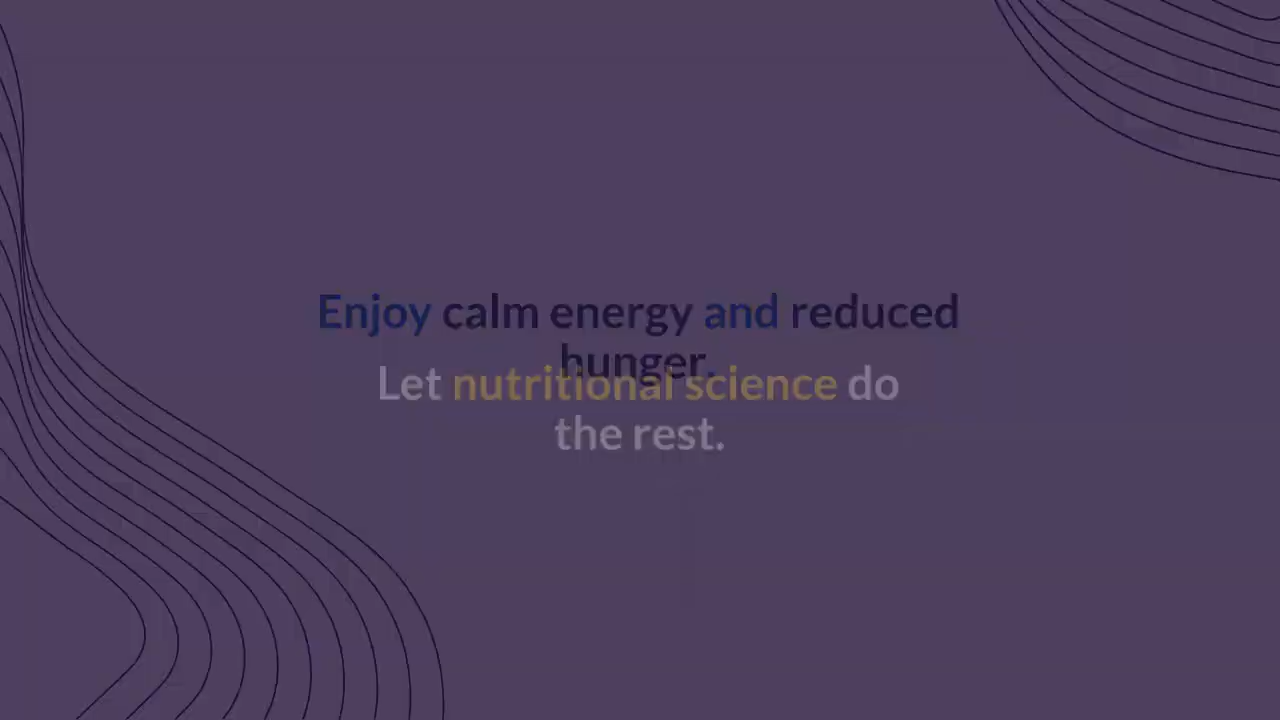 Enjoy calm energy and reduced
hunger.
Let nutritional science do
the rest.